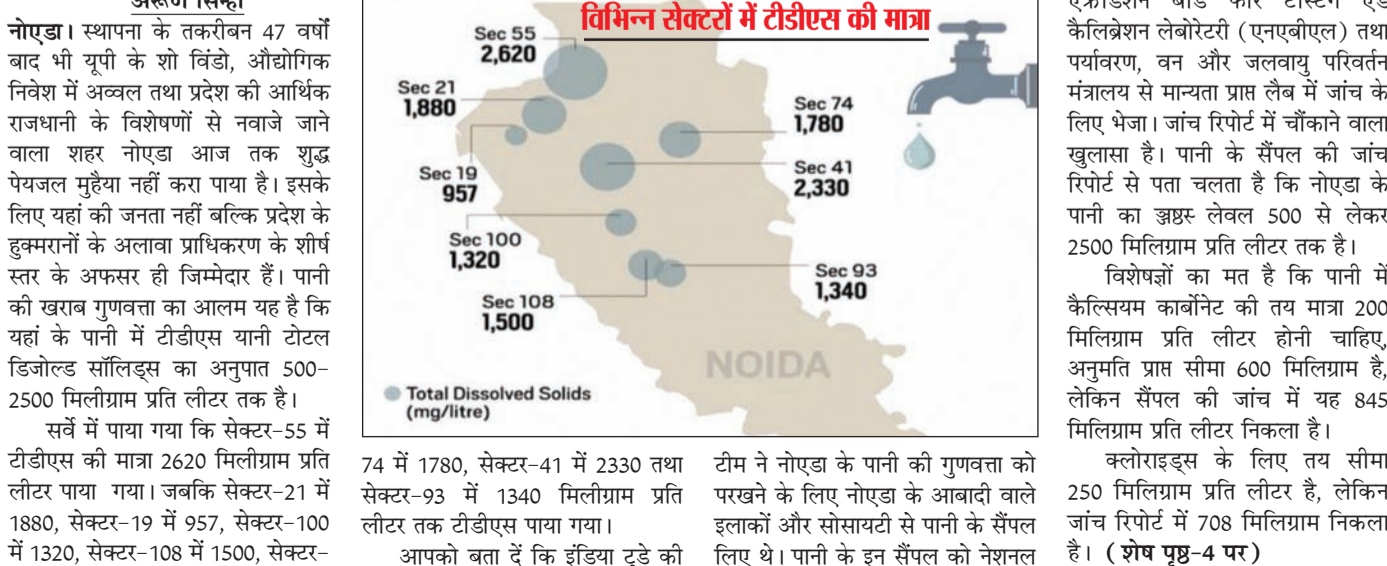 अरूण सिन्हा
नोएडा। स्थापना के तकरीबन 47 वर्षों
बाद भी यूपी के शो विंडो, औद्योगिक
निवेश में अव्वल तथा प्रदेश की आर्थिक
राजधानी के विशेषणों से नवाजे जाने
वाला शहर नोएडा आज तक शुद्ध
पेयजल मुहैया नहीं करा पाया है। इसके
लिए यहां की जनता नहीं बल्कि प्रदेश के
हुक्मरानों के अलावा प्राधिकरण के शीर्ष
स्तर के अफसर ही जिम्मेदार हैं। पानी
की खराब गुणवत्ता का आलम यह है कि
यहां के पानी में टीडीएस यानी टोटल
डिजोल्ड सॉलिड्स का अनुपात 500-
2500 मिलीग्राम प्रति लीटर तक है।
सर्वे में पाया गया कि सेक्टर-55 में
टीडीएस की मात्रा 2620 मिलीग्राम प्रति
लीटर पाया गया। जबकि सेक्टर-21 में
1880, सेक्टर-19 में 957, सेक्टर-100
में 1320, सेक्टर-108 में 1500, सेक्टर-
विभिन्न सेक्टरों में टीडीएस की मात्रा
Sec 55
2,620
Sec 21
1,880
Sec 19
957
Sec 100
1,320
Sec 108
1,500
Sec 74
1,780
Sec 41
2,330
Sec 93
1,340
NOIDA
Total Dissolved Solids
(mg/litre)
74 में 1780, सेक्टर-41 में 2330 तथा
सेक्टर-93 में 1340 मिलीग्राम प्रति
लीटर तक टीडीएस पाया गया।
आपको बता दें कि इंडिया टुडे की
टीम ने नोएडा के पानी की गुणवत्ता को
परखने के लिए नोएडा के आबादी वाले
इलाकों और सोसायटी से पानी के सैंपल
लिए थे। पानी के इन सैंपल को नेशनल
एक्रीडिशन बोर्ड फॉर टेस्टिंग एंड
कैलिब्रेशन लेबोरेटरी (एनएबीएल) तथा
पर्यावरण, वन और जलवायु परिवर्तन
मंत्रालय से मान्यता प्राप्त लैब में जांच के
लिए भेजा। जांच रिपोर्ट में चौंकाने वाला
खुलासा है। पानी के सैंपल की जांच
रिपोर्ट से पता चलता है कि नोएडा के
पानी का लेवल 500 से लेकर
2500 मिलिग्राम प्रति लीटर तक है।
विशेषज्ञों का मत है कि पानी में
कैल्सियम कार्बोनेट की तय मात्रा 200
मिलिग्राम प्रति लीटर होनी चाहिए,
अनुमति प्राप्त सीमा 600 मिलिग्राम है,
लेकिन सैंपल की जांच में यह 845
मिलिग्राम प्रति लीटर निकला है।
क्लोराइड्स के लिए तय सीमा
250 मिलिग्राम प्रति लीटर है, लेकिन
जांच रिपोर्ट में 708 मिलिग्राम निकला
है। (शेष पृष्ठ-4 पर)